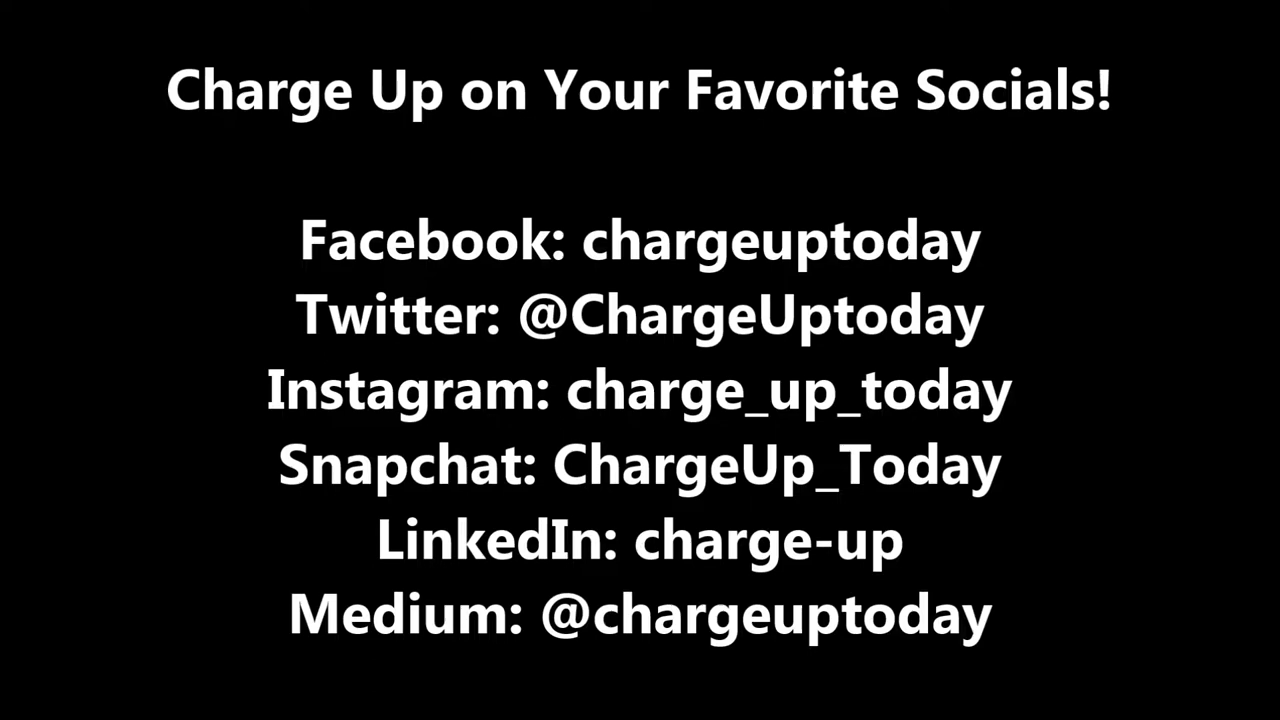 Charge Up on Your Favorite Socials!
Facebook: chargeuptoday
Twitter: @ChargeUptoday
Instagram: charge_up_today
Snapchat: ChargeUp_Today
LinkedIn: charge-up
Medium: @chargeuptoday